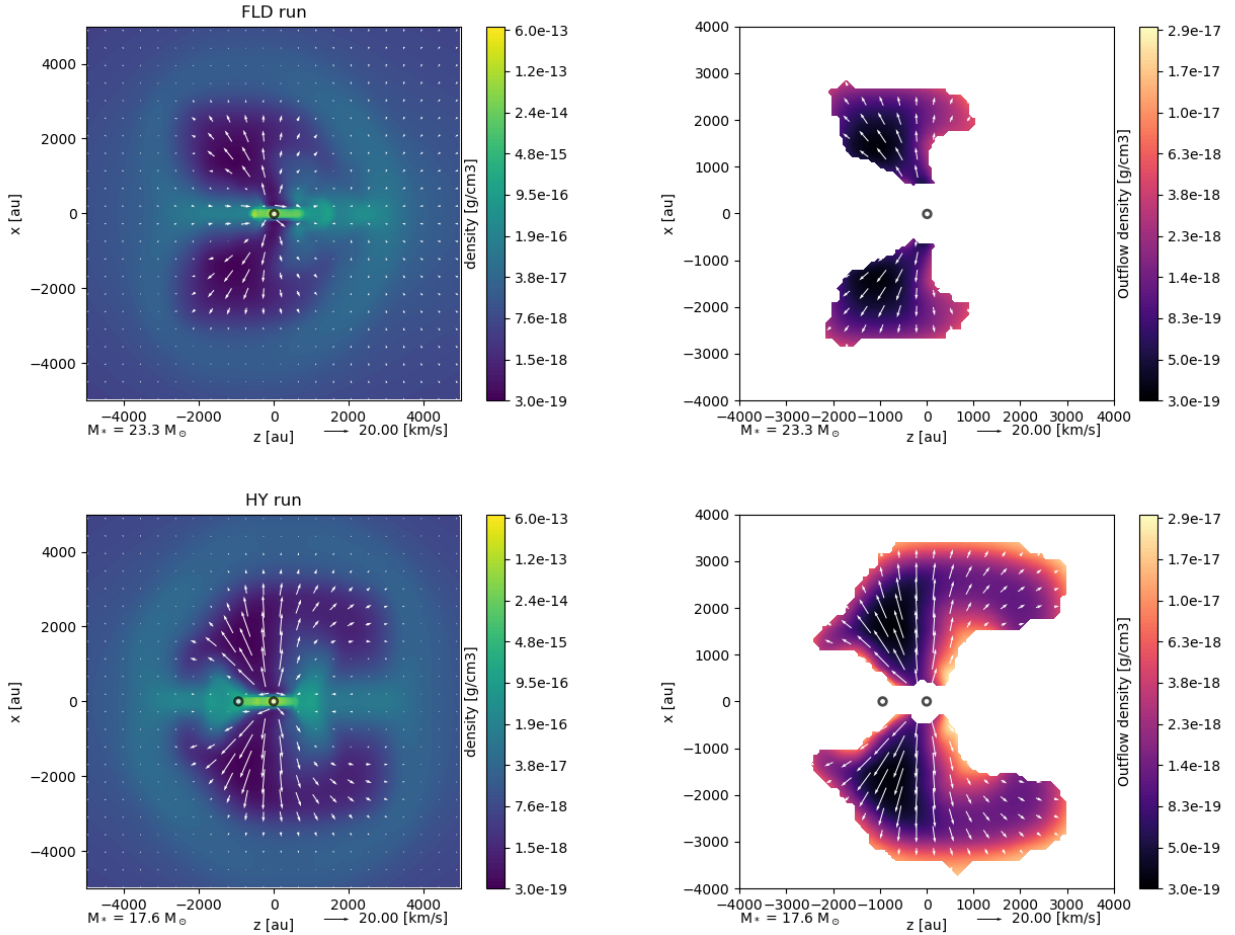 FLD run
4000
2000
0
−2000
−4000
x [au]
−4000 −2000 0 2000 4000
M* = 23.3 M⊙ → 20.00 [km/s]
z [au]
6.0e-13
1.2e-13
2.4e-14
4.8e-15
9.5e-16
1.9e-16
3.8e-17
7.6e-18
1.5e-18
3.0e-19
density [g/cm3]
4000
3000
2000
1000
0
−1000
−2000
−3000
−4000
x [au]
−4000−3000−2000−1000 0 1000 2000 3000 4000
M* = 23.3 M⊙ → 20.00 [km/s]
z [au]
2.9e-17
1.7e-17
1.0e-17
6.3e-18
3.8e-18
2.3e-18
1.4e-18
8.3e-19
5.0e-19
3.0e-19
Outflow density [g/cm3]
HY run
4000
2000
0
−2000
−4000
x [au]
−4000 −2000 0 2000 4000
M* = 17.6 M⊙ → 20.00 [km/s]
z [au]
6.0e-13
1.2e-13
2.4e-14
4.8e-15
9.5e-16
1.9e-16
3.8e-17
7.6e-18
1.5e-18
3.0e-19
density [g/cm3]
4000
3000
2000
1000
0
−1000
−2000
−3000
−4000
x [au]
−4000−3000−2000−1000 0 1000 2000 3000 4000
M* = 17.6 M⊙ → 20.00 [km/s]
z [au]
2.9e-17
1.7e-17
1.0e-17
6.3e-18
3.8e-18
2.3e-18
1.4e-18
8.3e-19
5.0e-19
3.0e-19
Outflow density [g/cm3]